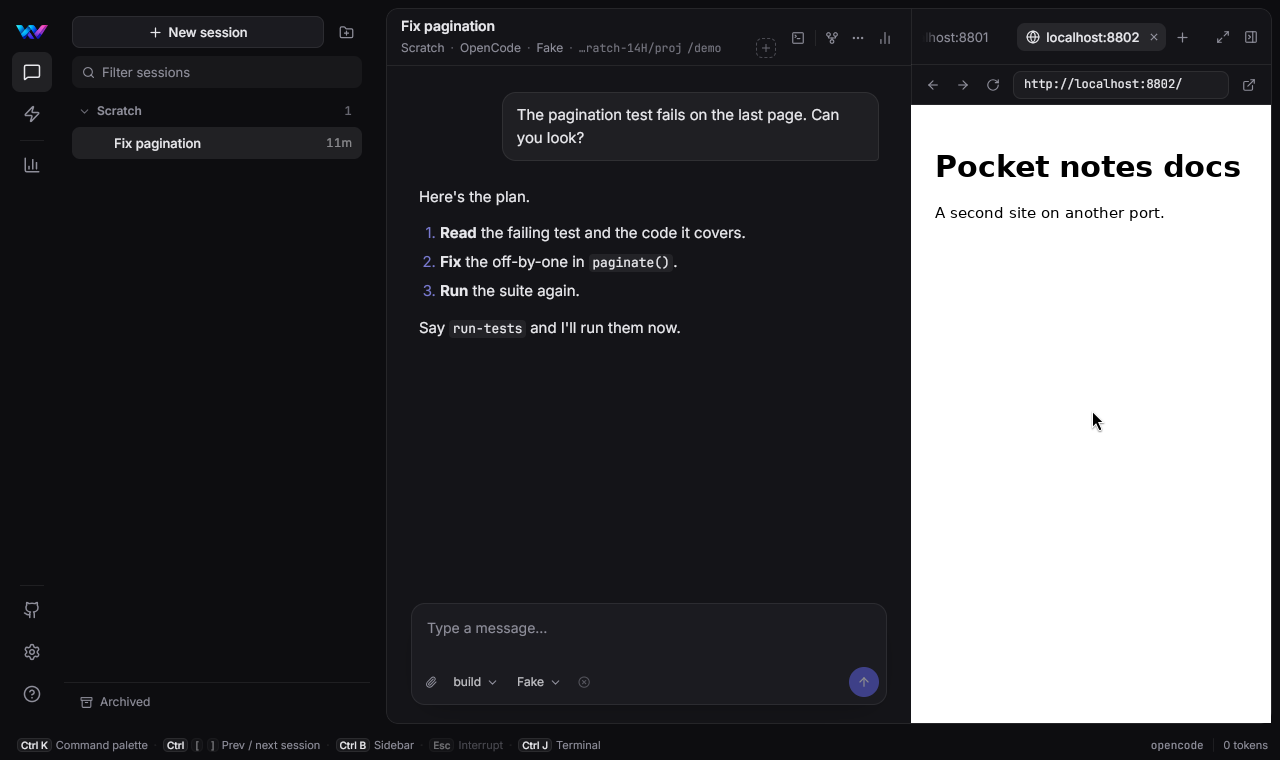 New session
Filter sessions
Scratch 1
Fix pagination 11m
Archived
Fix pagination
Scratch · OpenCode · Fake · …ratch-14H/proj /demo
The pagination test fails on the last page. Can
you look?
Here's the plan.
1. Read the failing test and the code it covers.
2. Fix the off-by-one in paginate().
3. Run the suite again.
Say run-tests and I'll run them now.
Type a message...
build Fake
lhost:8801 localhost:8802
http://localhost:8802/
Pocket notes docs
A second site on another port.
Ctrl K Command palette · Ctrl [ ] Prev / next session · Ctrl B Sidebar · Esc Interrupt · Ctrl J Terminal
opencode 0 tokens